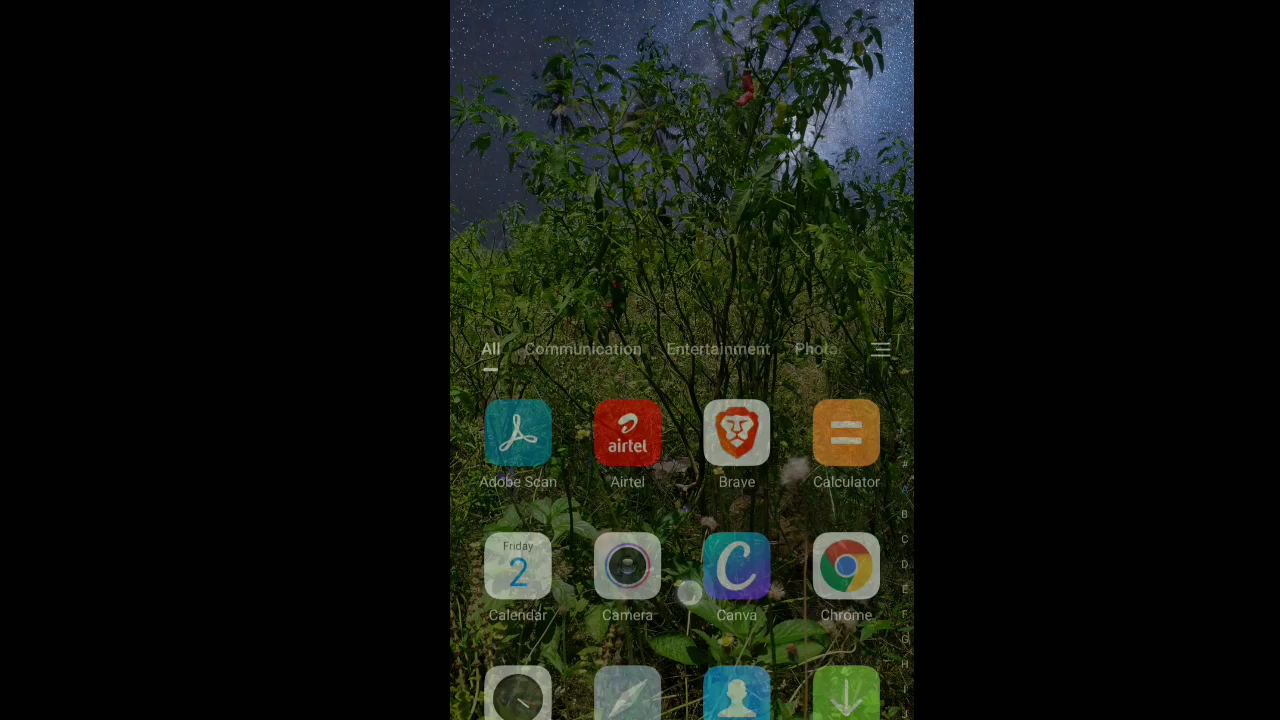 All Communication Entertainment Photo
airtel
Adobe Scan Airtel Brave Calculator
Friday
2
Calendar Camera Canva Chrome
#
A
B
C
D
E
F
G
H
I
J